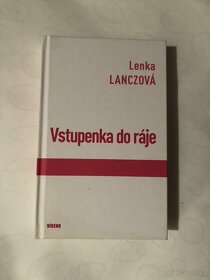 Lenka
LANCZOVÁ
Vstupenka do ráje
VÍKEND